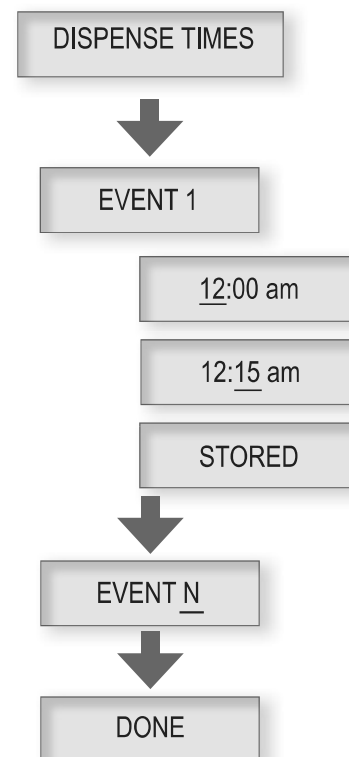 DISPENSE TIMES
EVENT 1
12:00 am
12:15 am
STORED
EVENT N
DONE